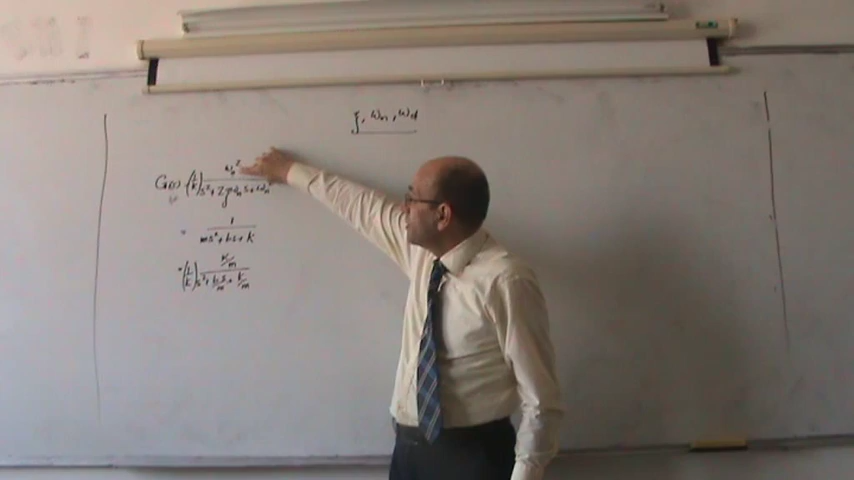 ζ, ωn, ωd
G(s) = (1/k) ωn² / (s² + 2ζωn s + ωn²)
= 1 / (ms² + bs + k)
= (1/k) (k/m) / (s² + (b/m)s + k/m)